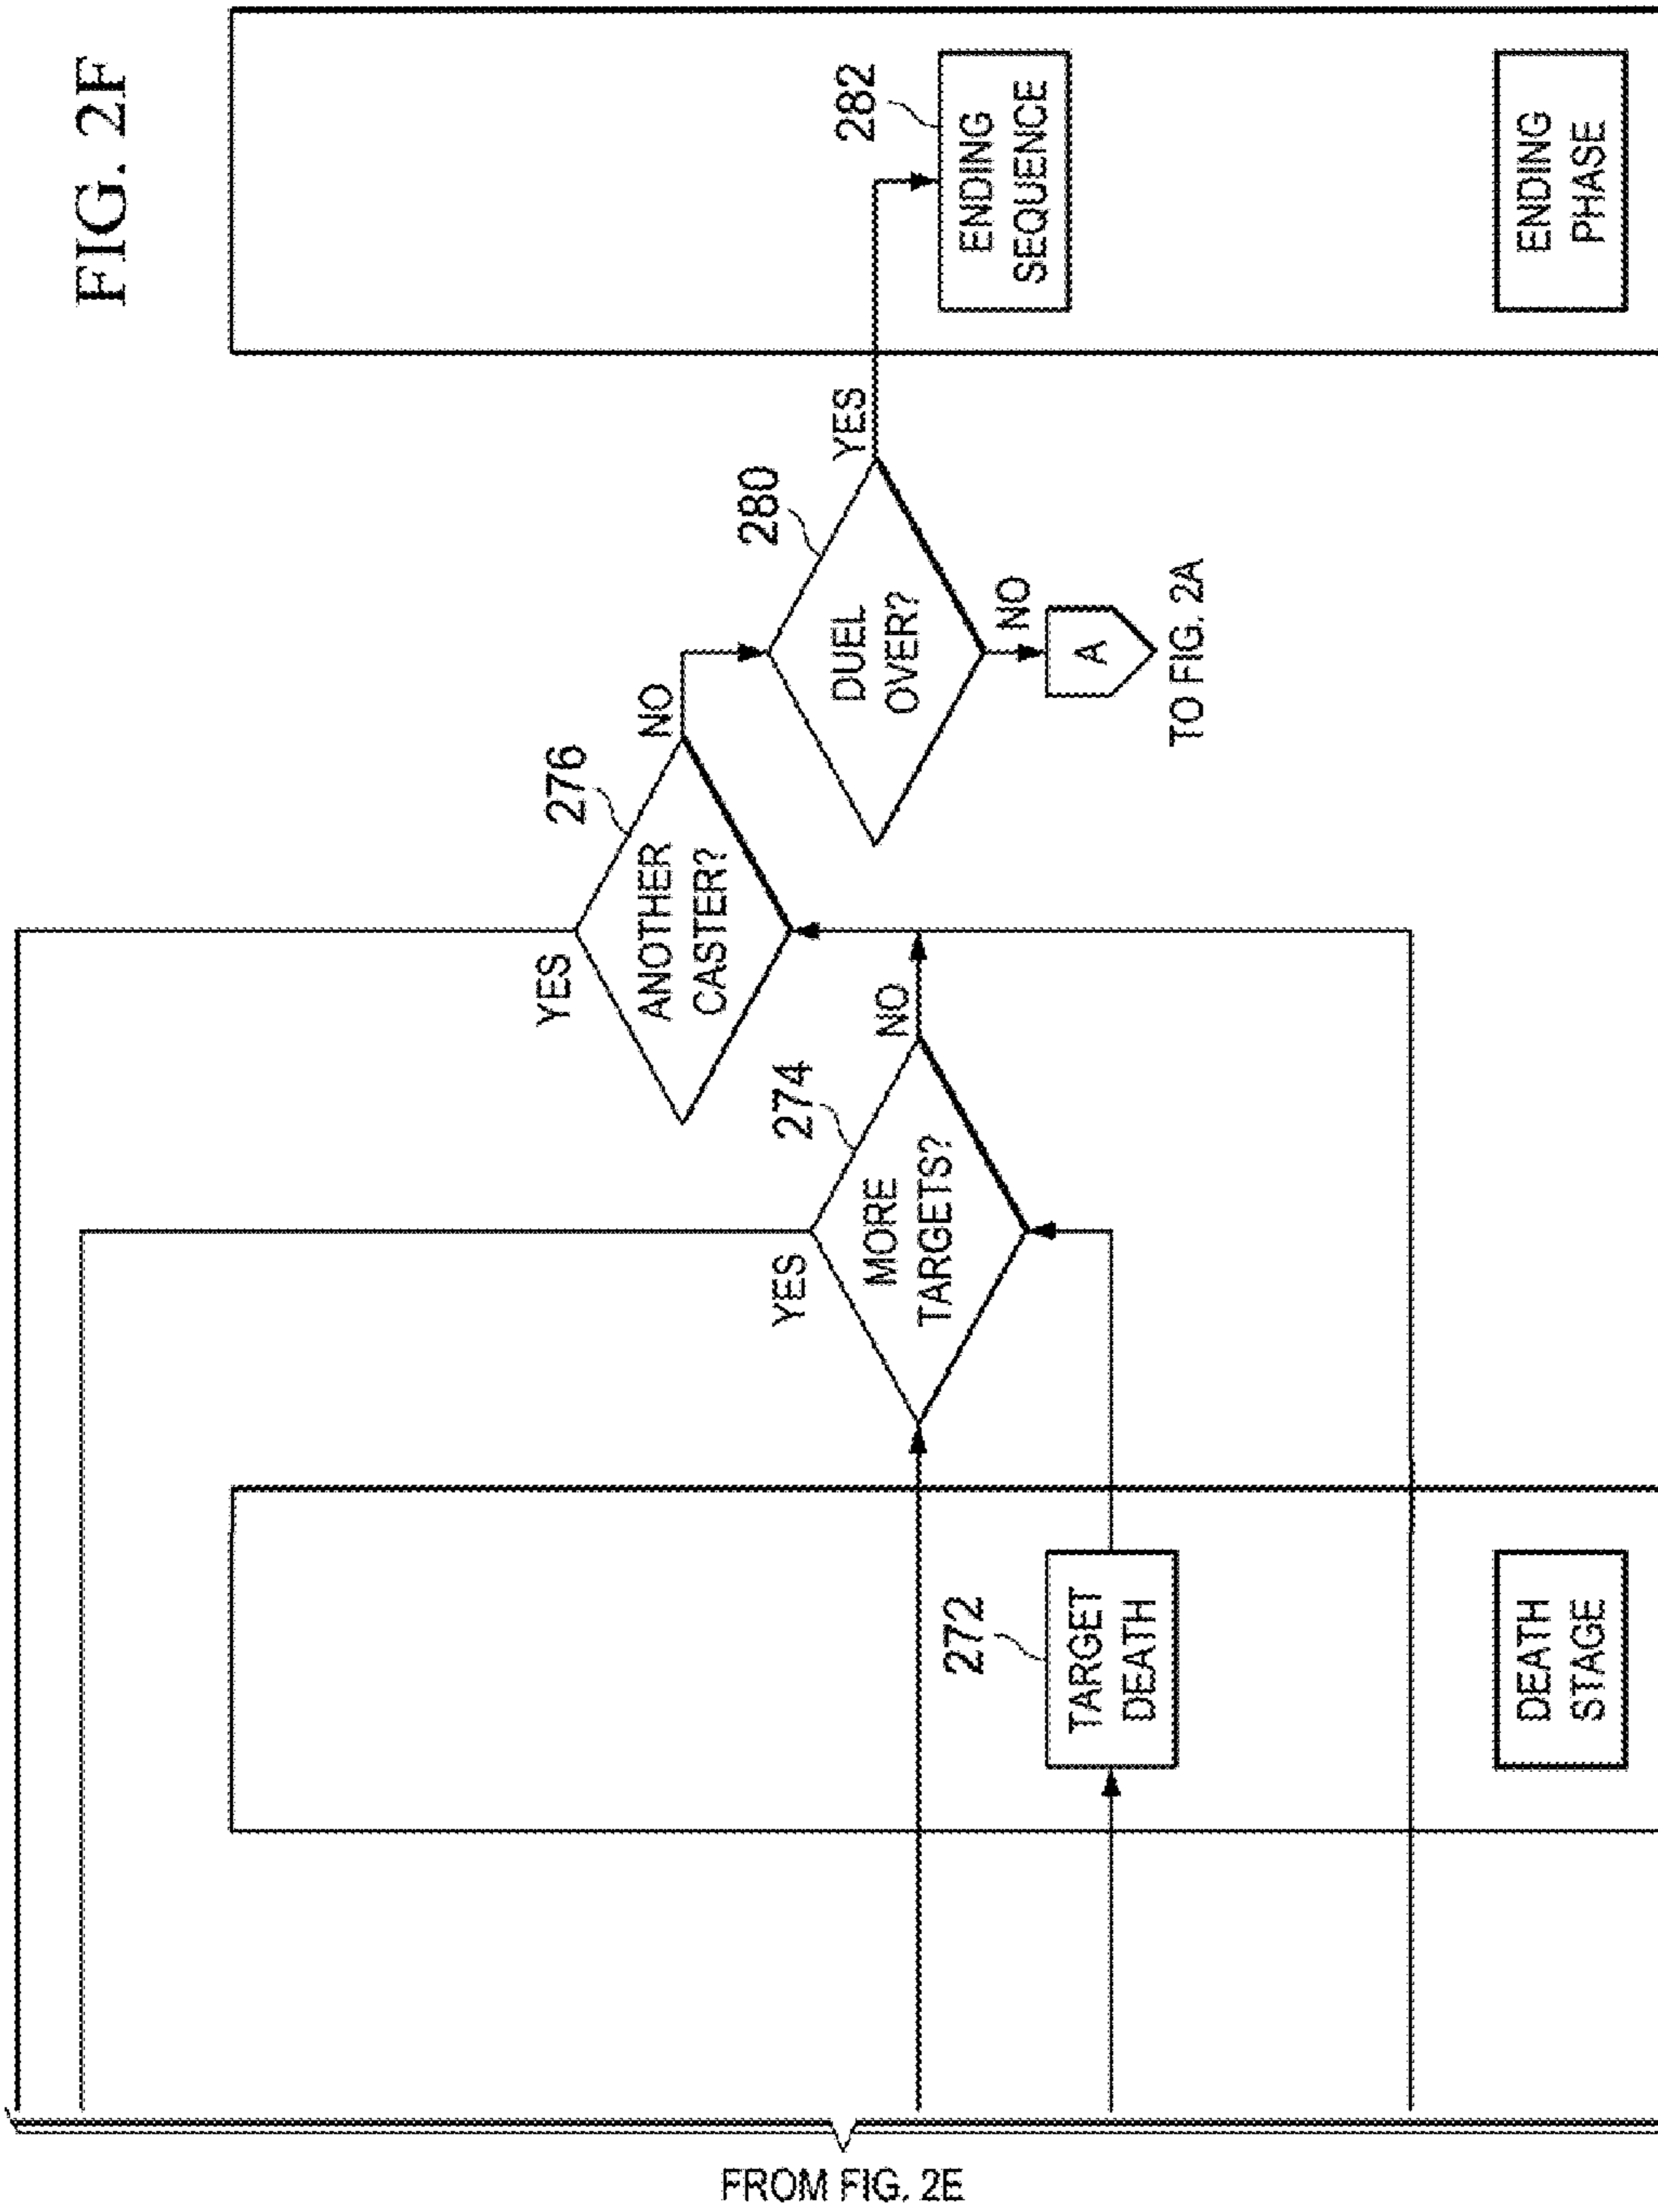 FIG. 2F
FROM FIG. 2E
272
TARGET
DEATH
DEATH
STAGE
YES
274
MORE
TARGETS?
NO
YES
276
ANOTHER
CASTER?
NO
280
DUEL
OVER?
YES
NO
A
TO FIG. 2A
282
ENDING
SEQUENCE
ENDING
PHASE